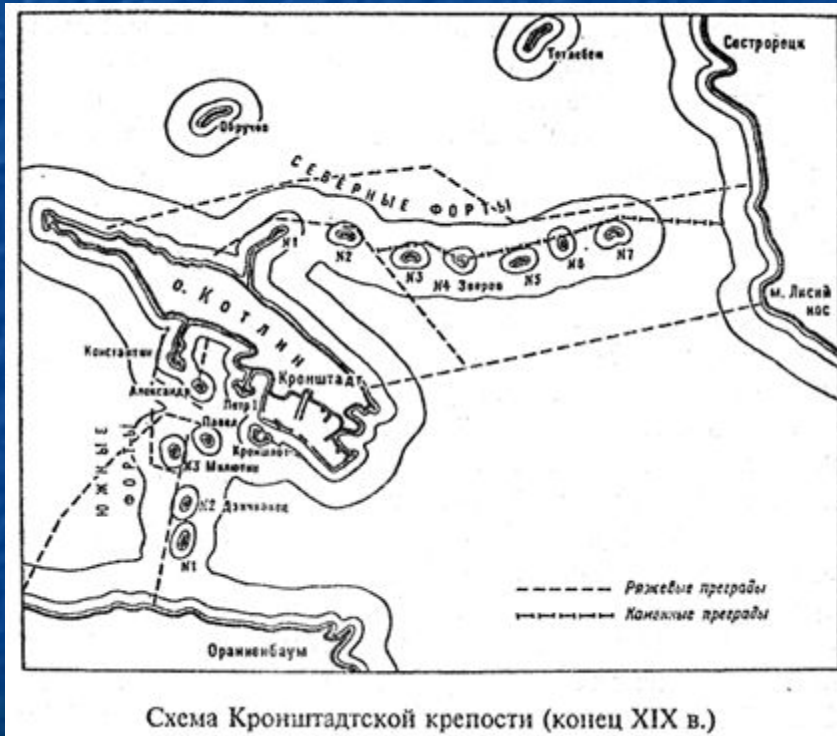 Сестрорецк
Тотлебен
Обручев
СЕВЕРНЫЕ ФОРТЫ
N1
N2
N3
N4 Зверев
N5
N6
N7
м. Лисий
нос
о. КОТЛИН
Константин
Александр
Петр I
Кронштадт
Павел
Кроншлот
ЮЖНЫЕ
ФОРТЫ
N3 Милютин
N2 Дзичканец
N1
Ораниенбаум
Ряжевые преграды
Каменные преграды
Схема Кронштадтской крепости (конец XIX в.)